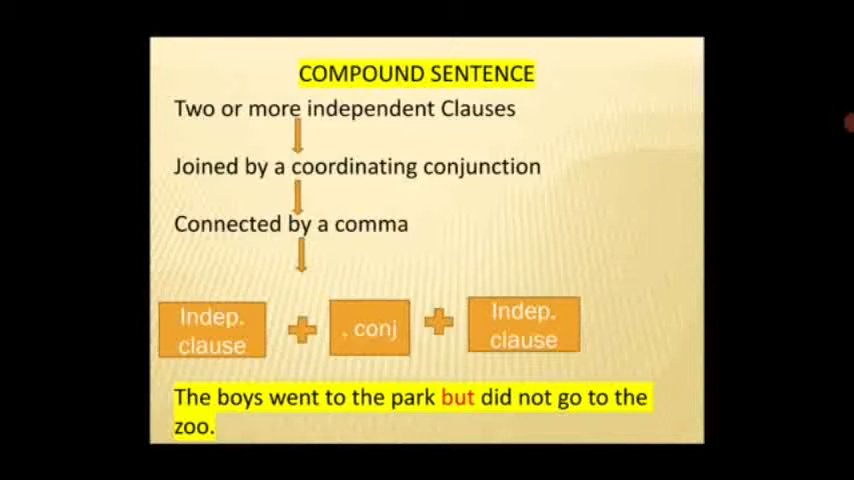 COMPOUND SENTENCE
Two or more independent Clauses
Joined by a coordinating conjunction
Connected by a comma
Indep.
clause
, conj
Indep.
clause
The boys went to the park but did not go to the
zoo.